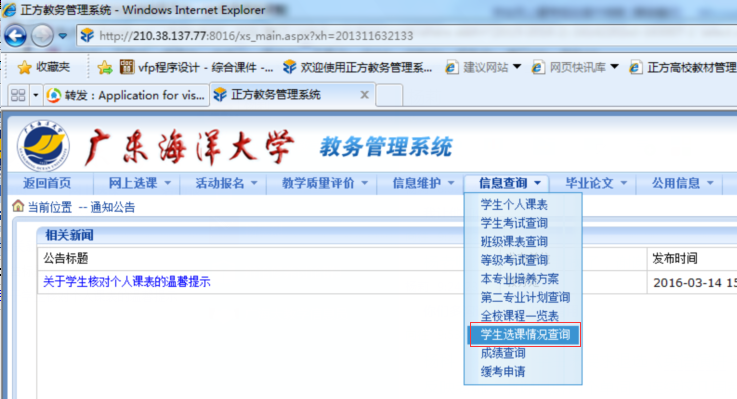 正方教务管理系统 - Windows Internet Explorer
http://210.38.137.77:8016/xs_main.aspx?xh=201311632133
收藏夹 vfp程序设计 - 综合课件 -... 欢迎使用正方教务管理系... 建议网站 网页快讯库 正方高校教材管理
转发：Application for vis... 正方教务管理系统
广东海洋大学 教务管理系统
返回首页 网上选课 活动报名 教学质量评价 信息维护 信息查询 毕业论文 公用信息
当前位置 -- 通知公告
学生个人课表
学生考试查询
班级课表查询
等级考试查询
本专业培养方案
第二专业计划查询
全校课程一览表
学生选课情况查询
成绩查询
缓考申请
相关新闻
公告标题 发布时间
关于学生核对个人课表的温馨提示 2016-03-14 15